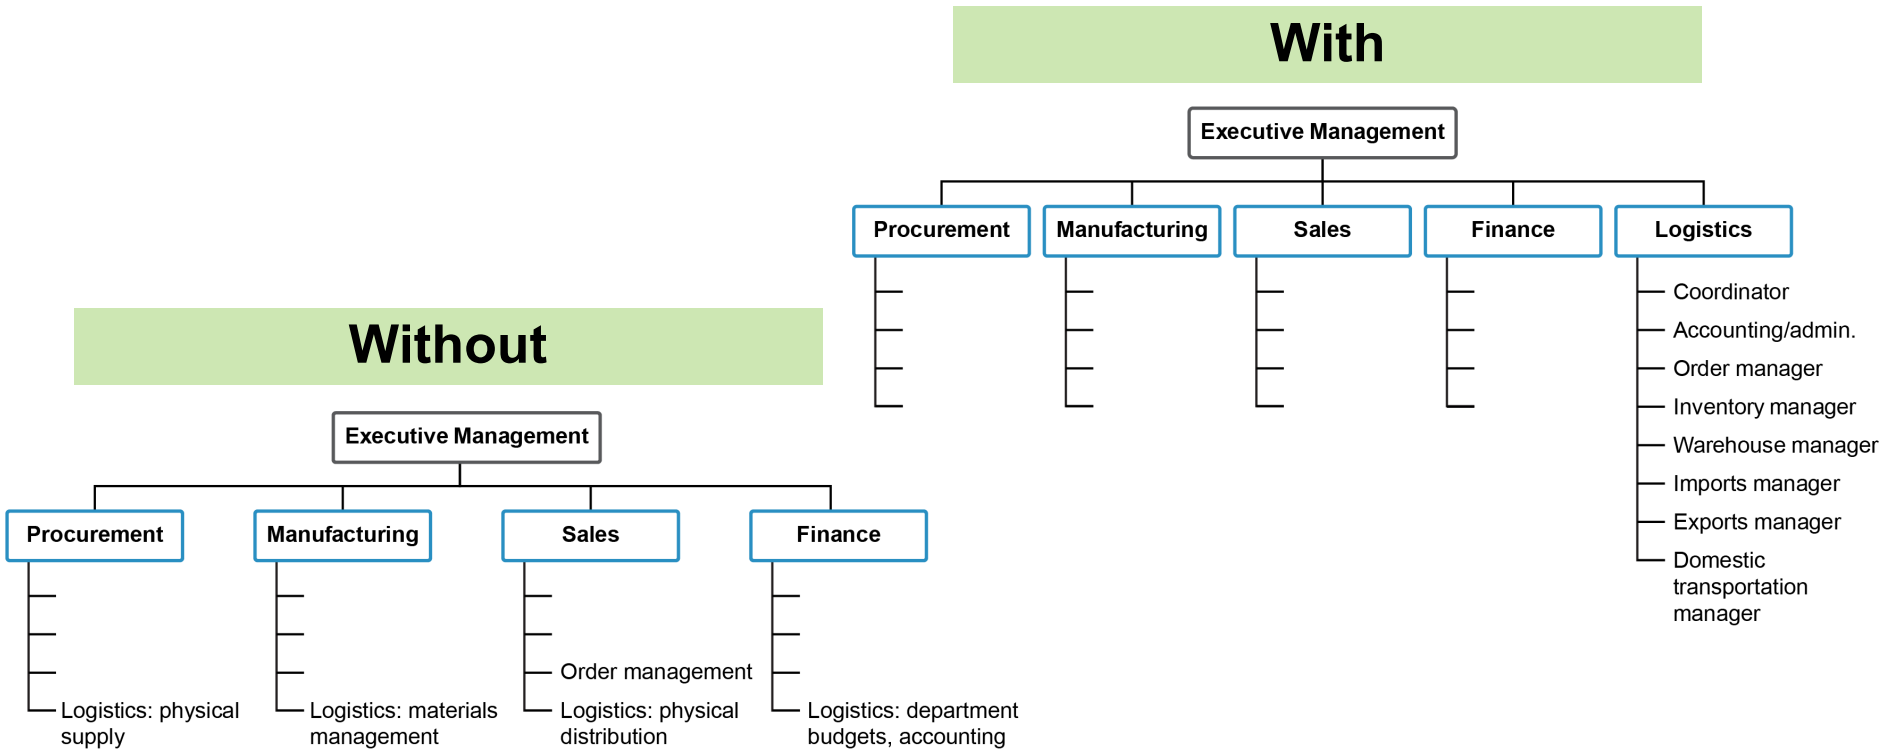 With
Executive Management
Procurement
Manufacturing
Sales
Finance
Logistics
Coordinator
Accounting/admin.
Order manager
Inventory manager
Warehouse manager
Imports manager
Exports manager
Domestic
transportation
manager
Without
Executive Management
Procurement
Manufacturing
Sales
Finance
Logistics: physical
supply
Logistics: materials
management
Order management
Logistics: physical
distribution
Logistics: department
budgets, accounting